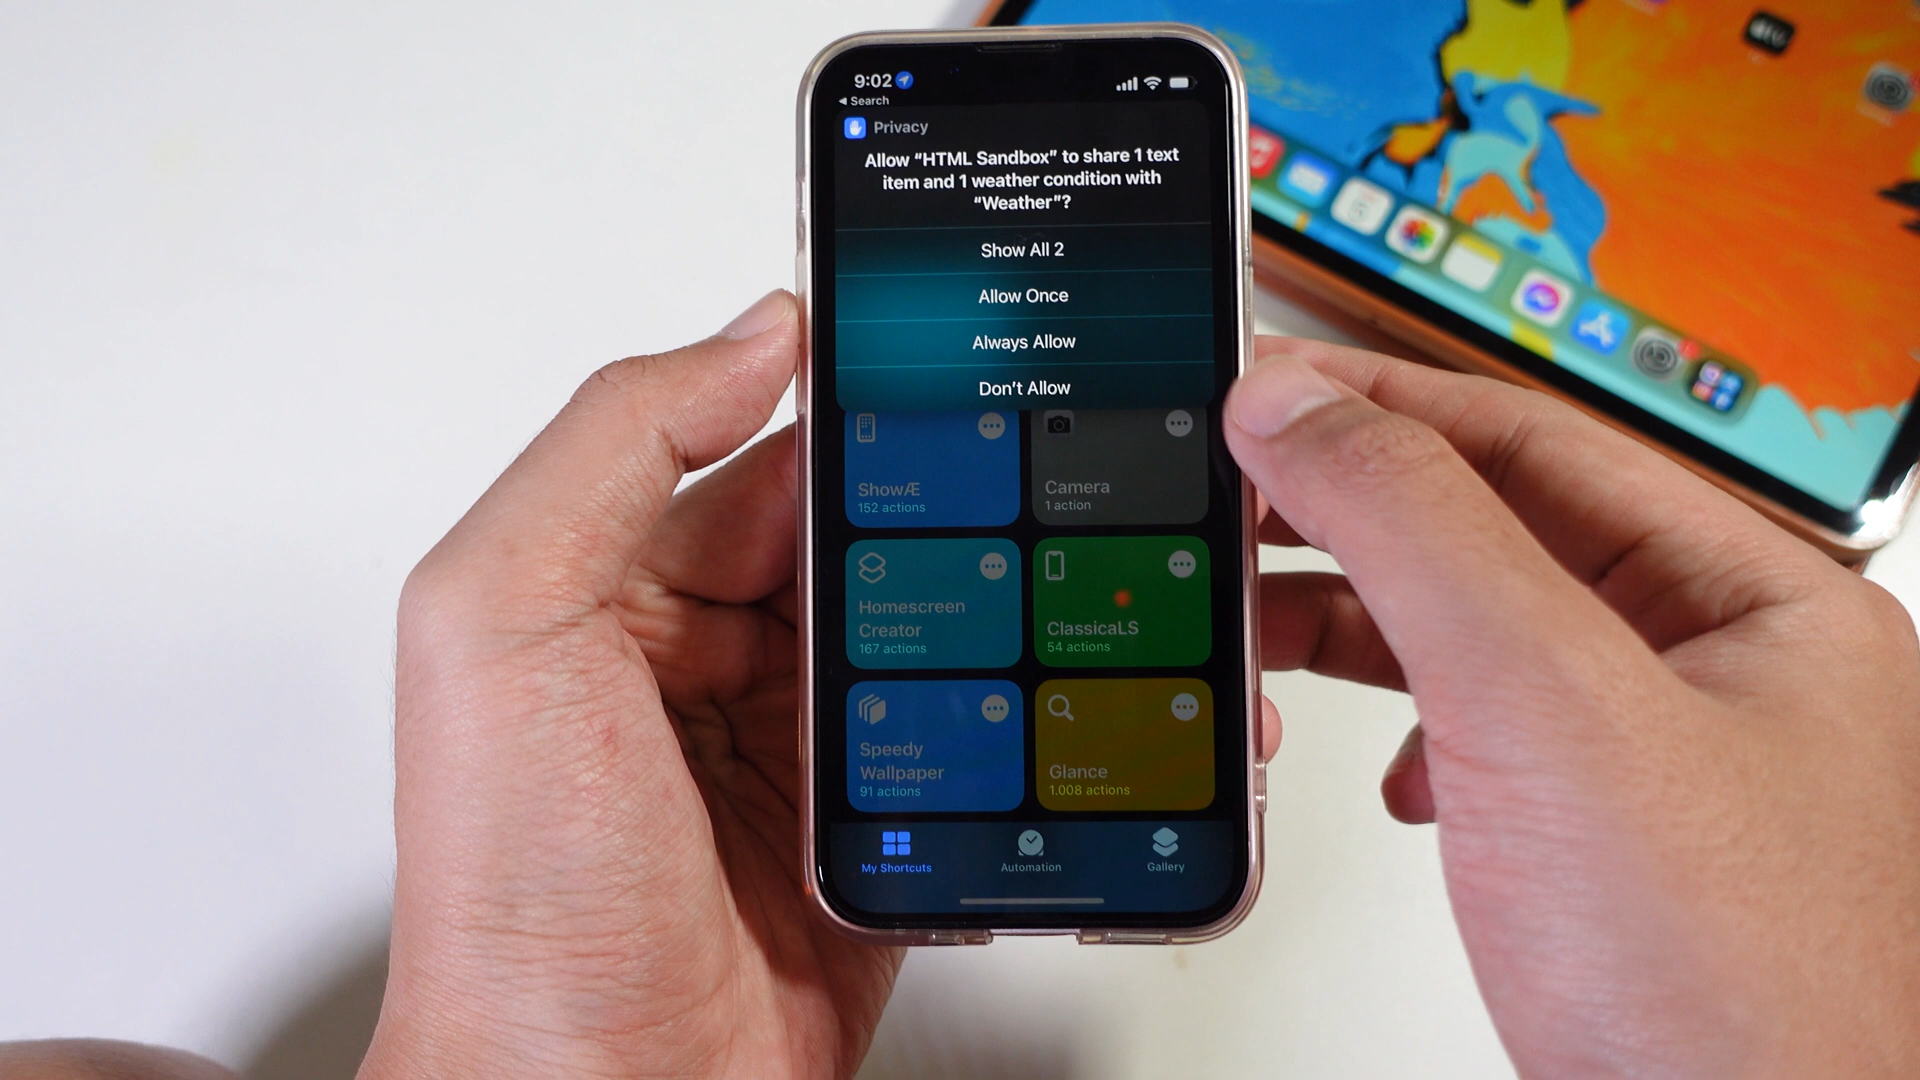 9:02
Search
Privacy
Allow “HTML Sandbox” to share 1 text
item and 1 weather condition with
“Weather”?
Show All 2
Allow Once
Always Allow
Don’t Allow
ShowÆ
152 actions
Camera
1 action
Homescreen
Creator
167 actions
ClassicaLS
54 actions
Speedy
Wallpaper
91 actions
Glance
1.008 actions
My Shortcuts
Automation
Gallery